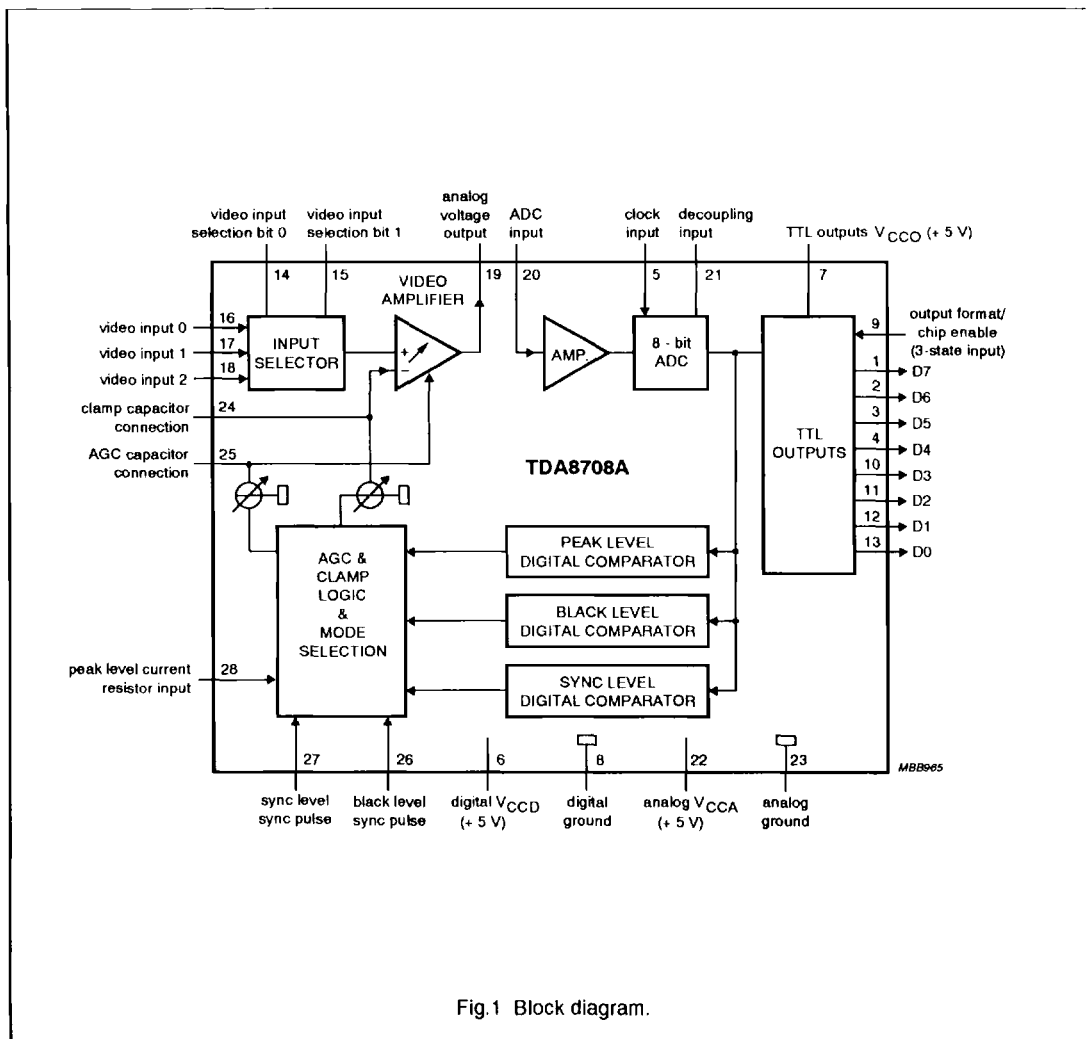 analog
voltage
output
ADC
input
clock
input
decoupling
input
video input
selection bit 0
video input
selection bit 1
TTL outputs VCCO (+ 5 V)
14
15
19
20
5
21
7
VIDEO
AMPLIFIER
video input 0
16
video input 1
17
video input 2
18
INPUT
SELECTOR
+
−
AMP.
8 - bit
ADC
TTL
OUTPUTS
9
output format/
chip enable
(3-state input)
1
D7
2
D6
3
D5
4
D4
10
D3
11
D2
12
D1
13
D0
clamp capacitor
connection
24
AGC capacitor
connection
25
TDA8708A
AGC &
CLAMP
LOGIC
&
MODE
SELECTION
PEAK LEVEL
DIGITAL COMPARATOR
BLACK LEVEL
DIGITAL COMPARATOR
SYNC LEVEL
DIGITAL COMPARATOR
peak level current
resistor input
28
27
26
6
8
22
23
MBB965
sync level
sync pulse
black level
sync pulse
digital VCCD
(+ 5 V)
digital
ground
analog VCCA
(+ 5 V)
analog
ground
Fig.1 Block diagram.